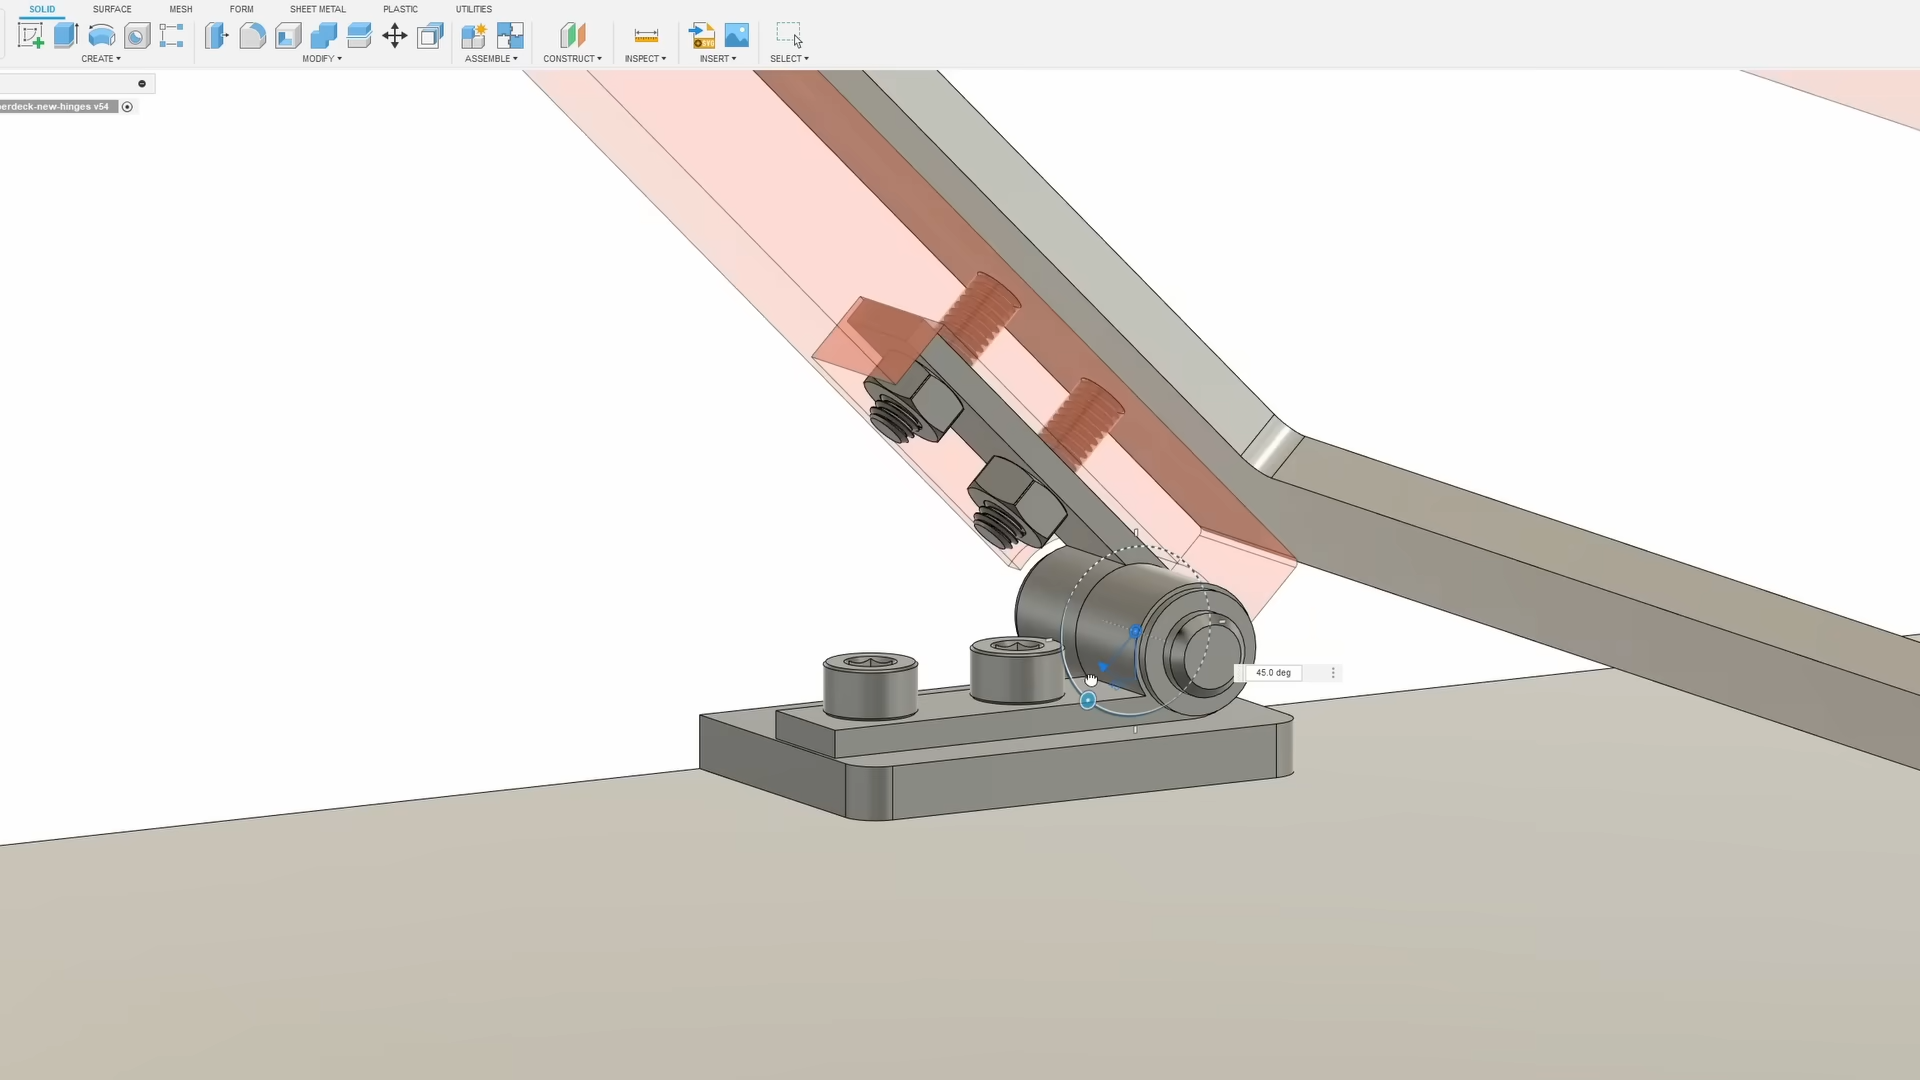 SOLID SURFACE MESH FORM SHEET METAL PLASTIC UTILITIES
CREATE MODIFY ASSEMBLE CONSTRUCT INSPECT INSERT SELECT
erdeck-new-hinges v54
45.0 deg